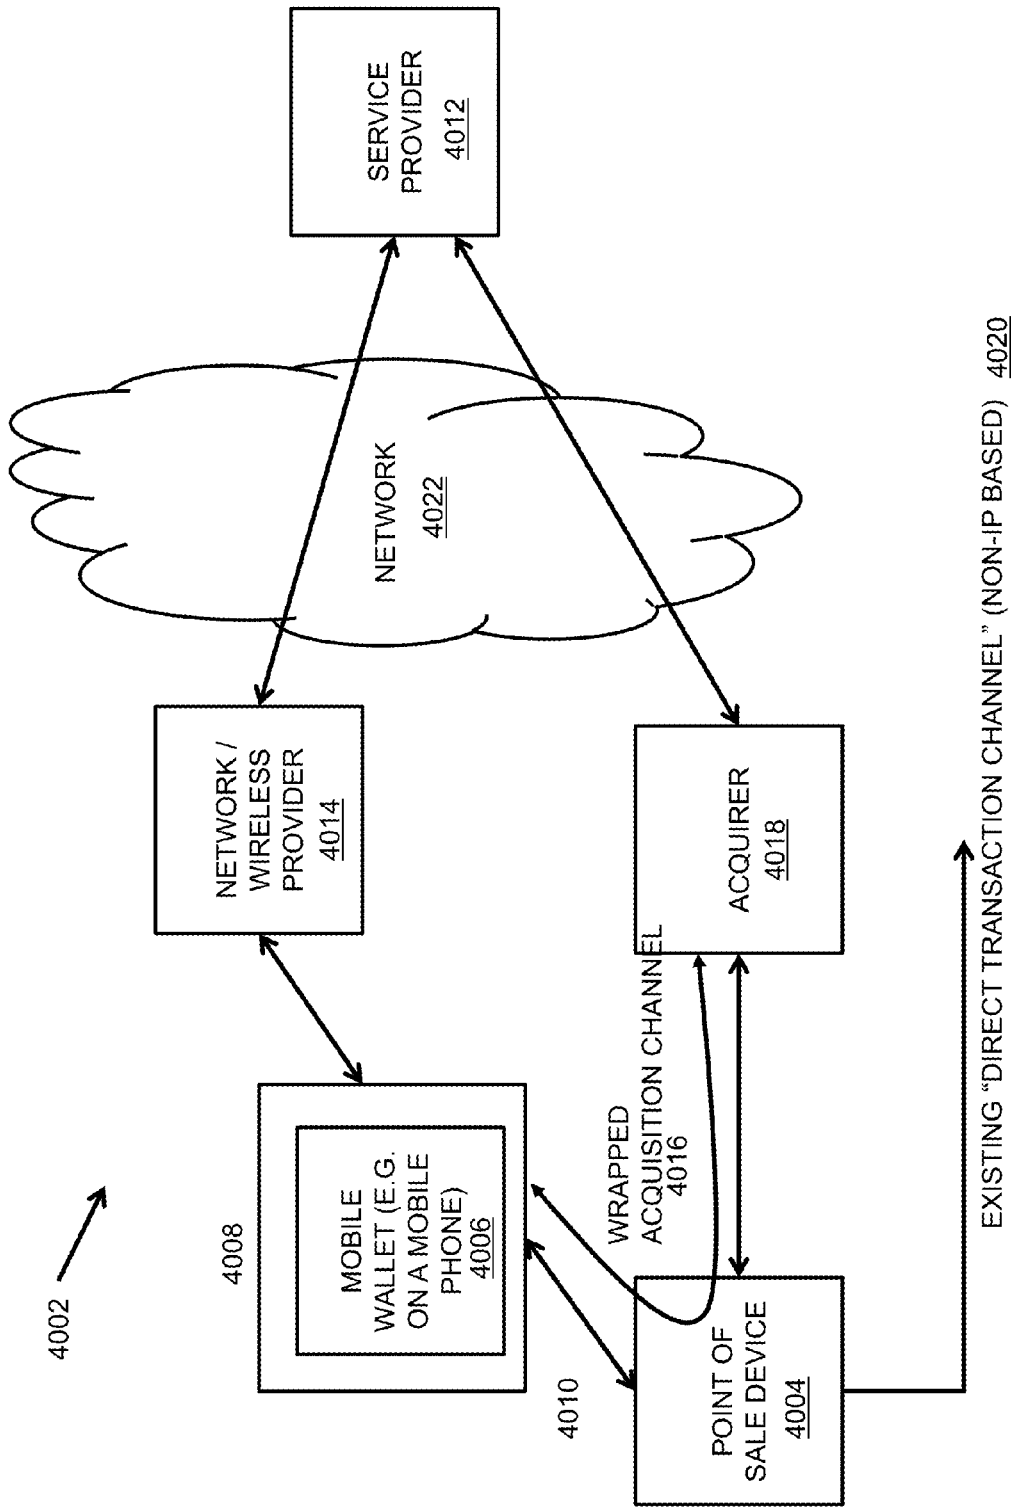 4002
4008
MOBILE
WALLET (E.G.
ON A MOBILE
PHONE)
4006
NETWORK /
WIRELESS
PROVIDER
4014
NETWORK
4022
SERVICE
PROVIDER
4012
4010
POINT OF
SALE DEVICE
4004
WRAPPED
ACQUISITION CHANNEL
4016
ACQUIRER
4018
EXISTING “DIRECT TRANSACTION CHANNEL” (NON-IP BASED) 4020